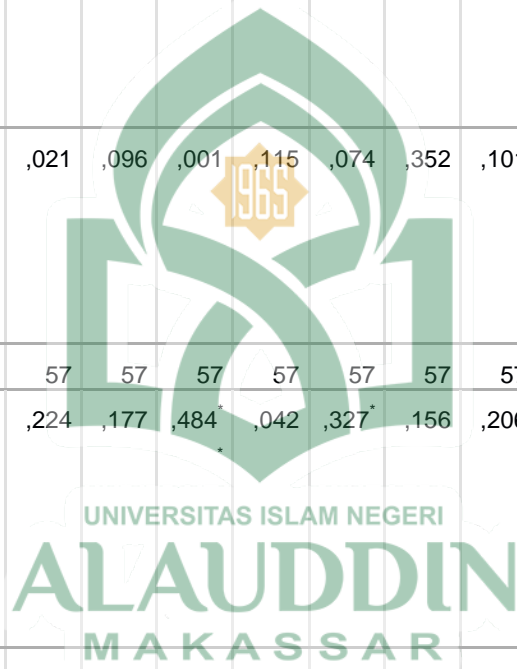 ,021 ,096 ,001 ,115 ,074 ,352
1965
57 57 57 57 57 57
,224 ,177 ,484* ,042 ,327* ,156
*
UNIVERSITAS ISLAM NEGERI
ALAUDDIN
MAKASSAR